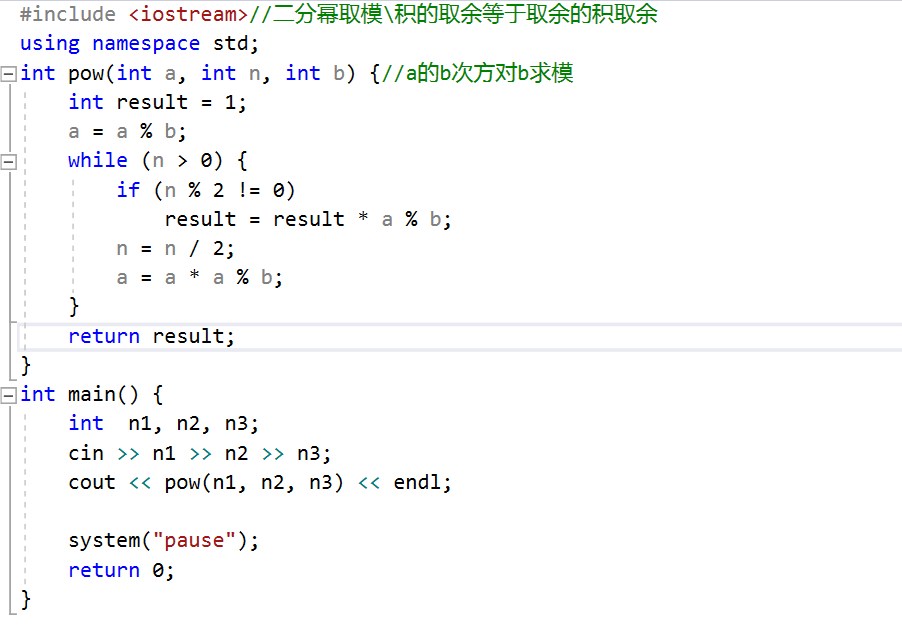 #include <iostream>//二分幂取模\积的取余等于取余的积取余
using namespace std;
int pow(int a, int n, int b) {//a的b次方对b求模
    int result = 1;
    a = a % b;
    while (n > 0) {
        if (n % 2 != 0)
            result = result * a % b;
        n = n / 2;
        a = a * a % b;
    }
    return result;
}
int main() {
    int  n1, n2, n3;
    cin >> n1 >> n2 >> n3;
    cout << pow(n1, n2, n3) << endl;

    system("pause");
    return 0;
}